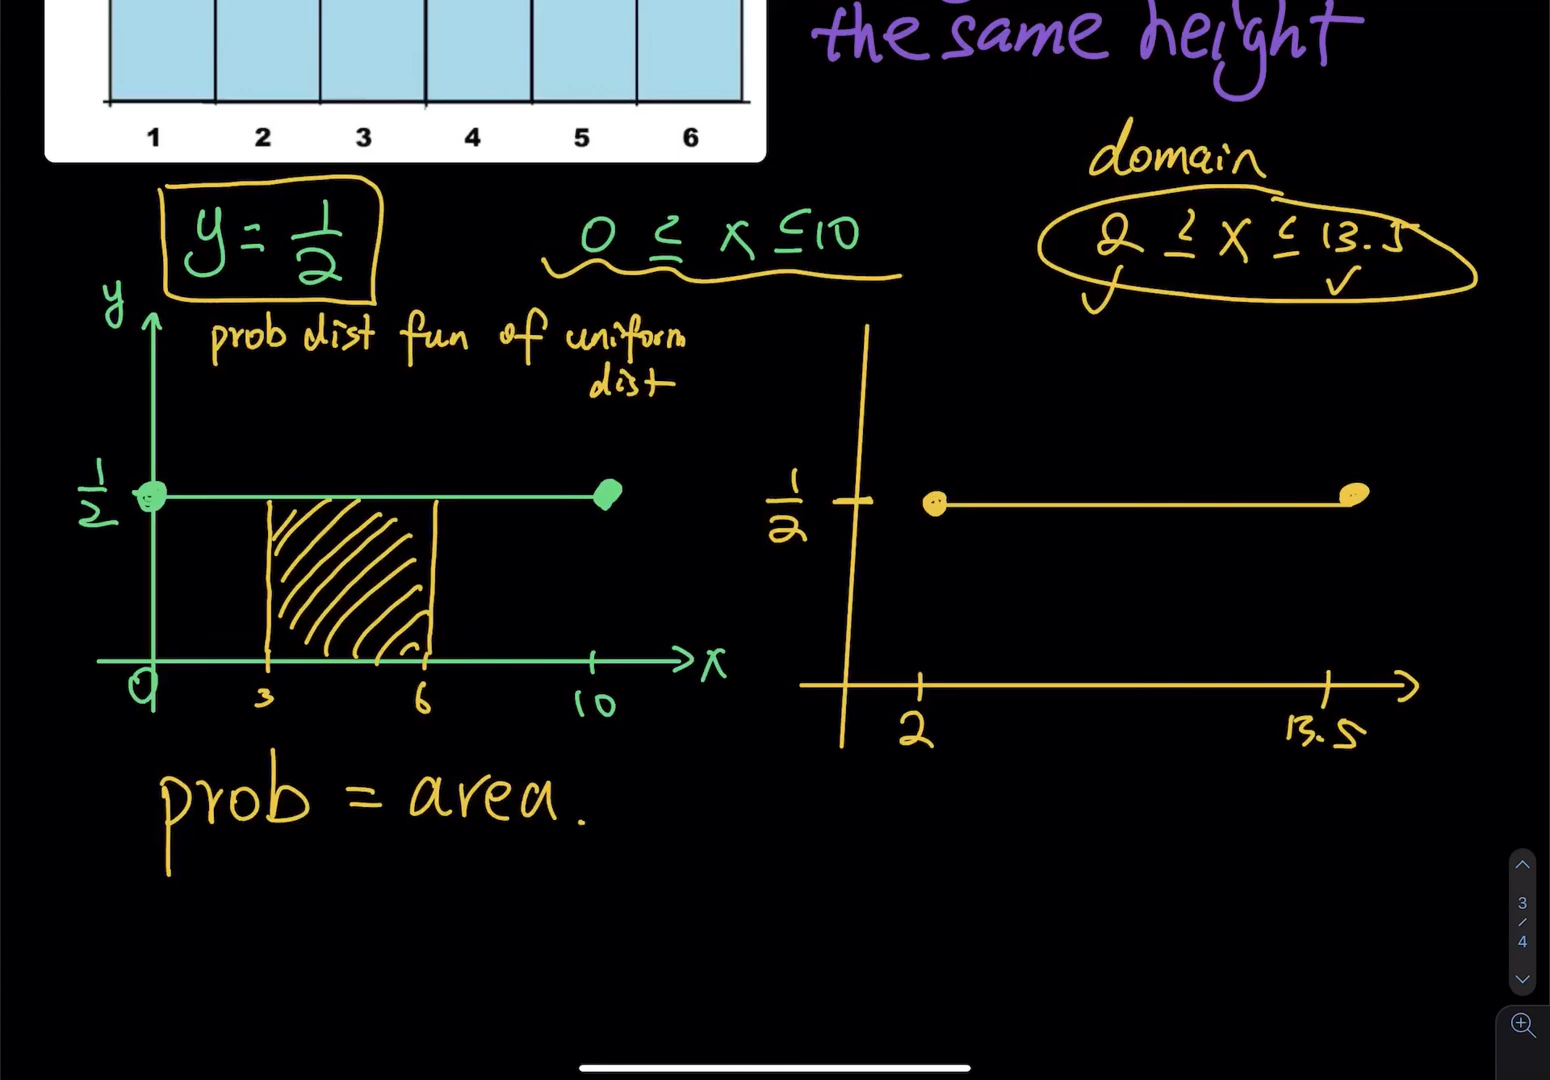 the same height
1 2 3 4 5 6
domain
y = 1/2
0 ≤ x ≤ 10
2 ≤ x ≤ 13.5
y
prob dist fun of uniform
dist
1/2
1/2
0 3 6 10 x
2 13.5
prob = area.
3
/
4